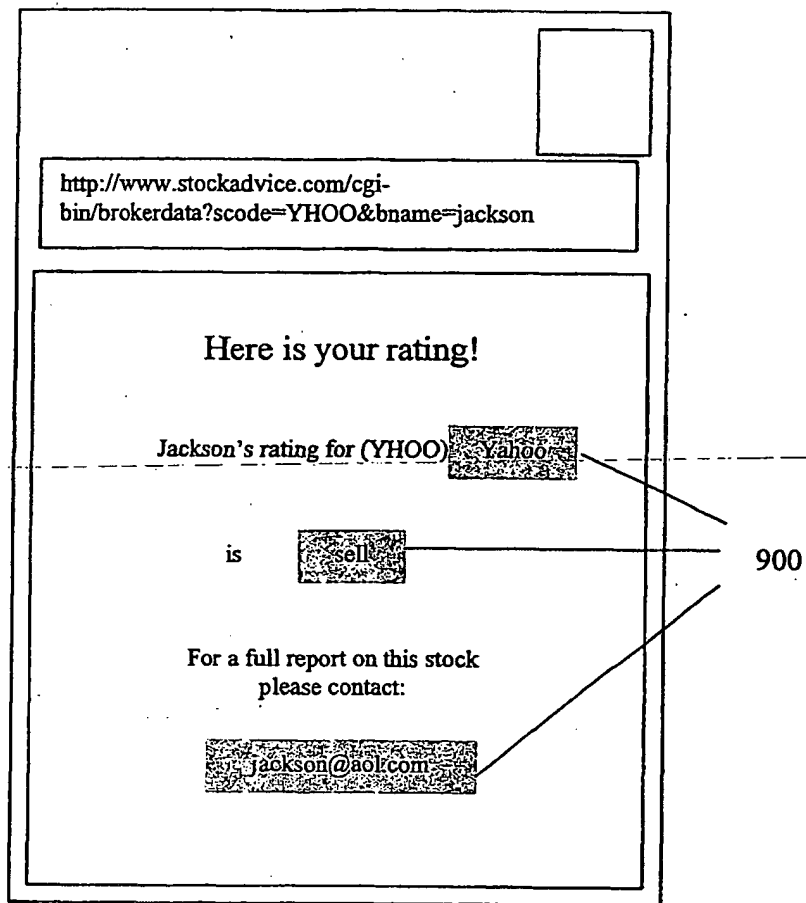 http://www.stockadvice.com/cgi-
bin/brokerdata?scode=YHOO&bname=jackson
Here is your rating!
Jackson's rating for (YHOO) Yahoo
is sell
900
For a full report on this stock
please contact:
jackson@aol.com